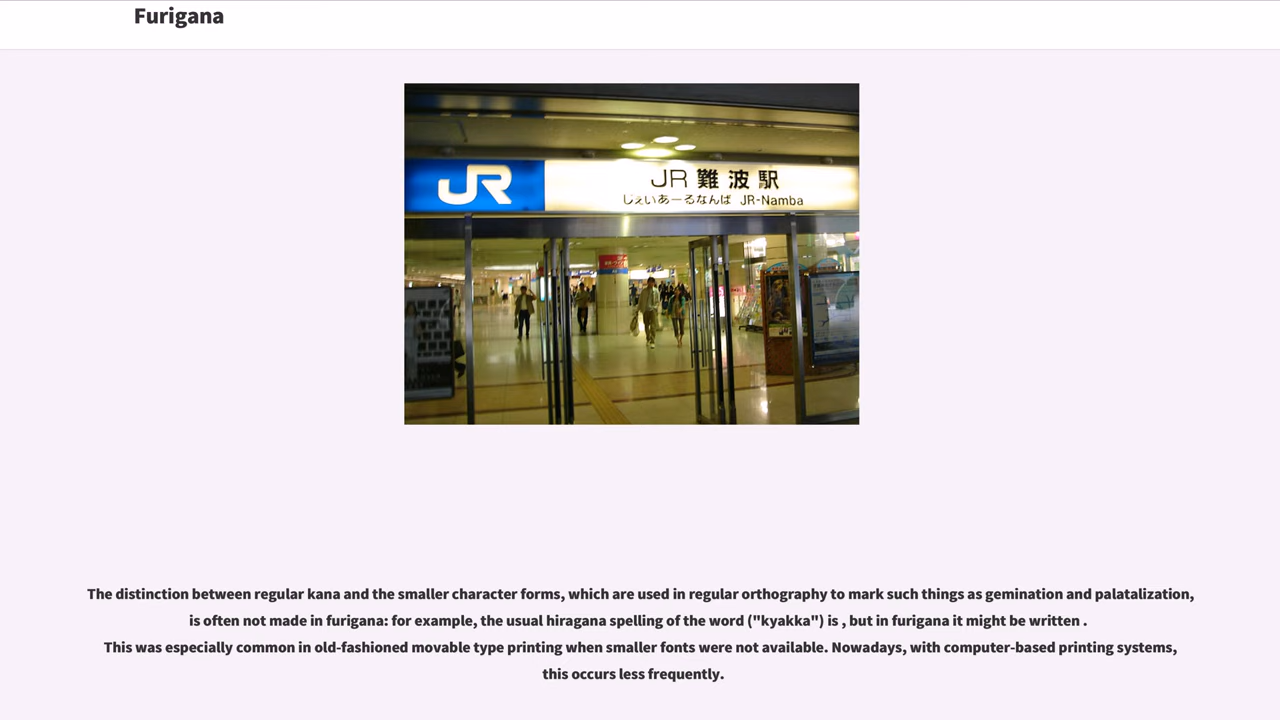 Furigana
JR
JR 難波駅
じぇいあーるなんば JR-Namba
The distinction between regular kana and the smaller character forms, which are used in regular orthography to mark such things as gemination and palatalization,
is often not made in furigana: for example, the usual hiragana spelling of the word ("kyakka") is , but in furigana it might be written .
This was especially common in old-fashioned movable type printing when smaller fonts were not available. Nowadays, with computer-based printing systems,
this occurs less frequently.